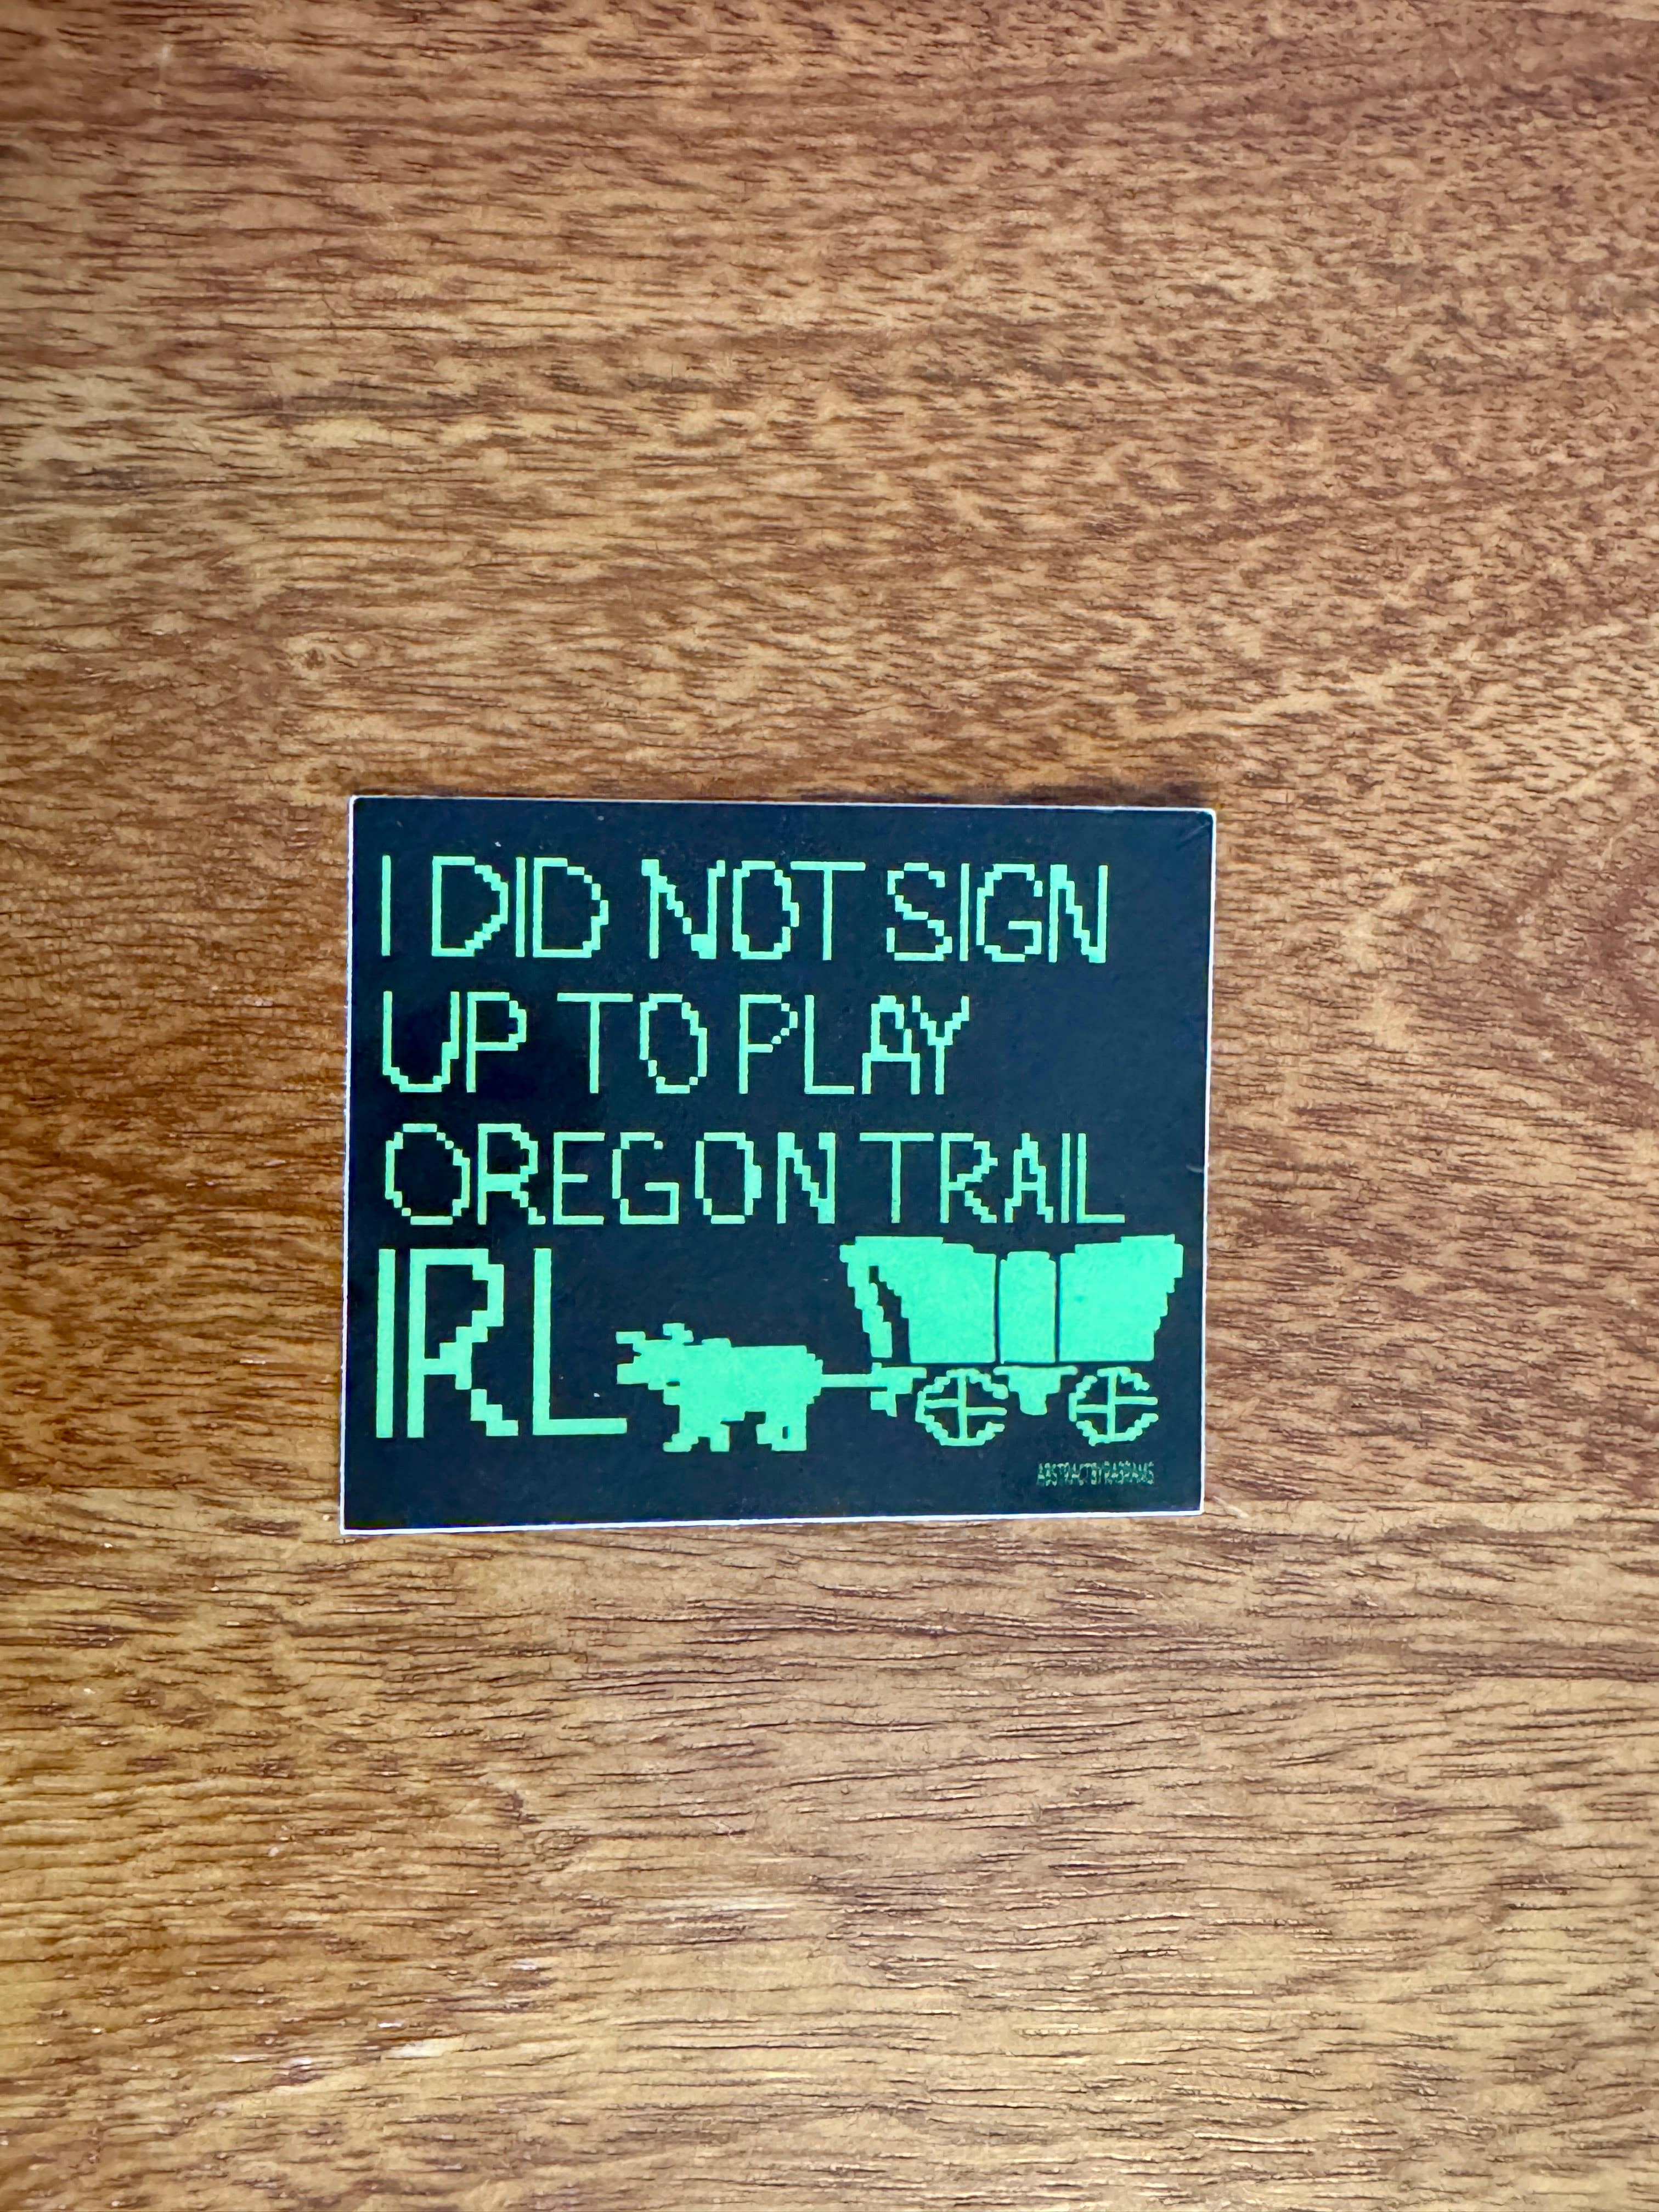 I DID NOT SIGN
UP TO PLAY
OREGON TRAIL
IRL
ABSTRACTBYRABRAMS